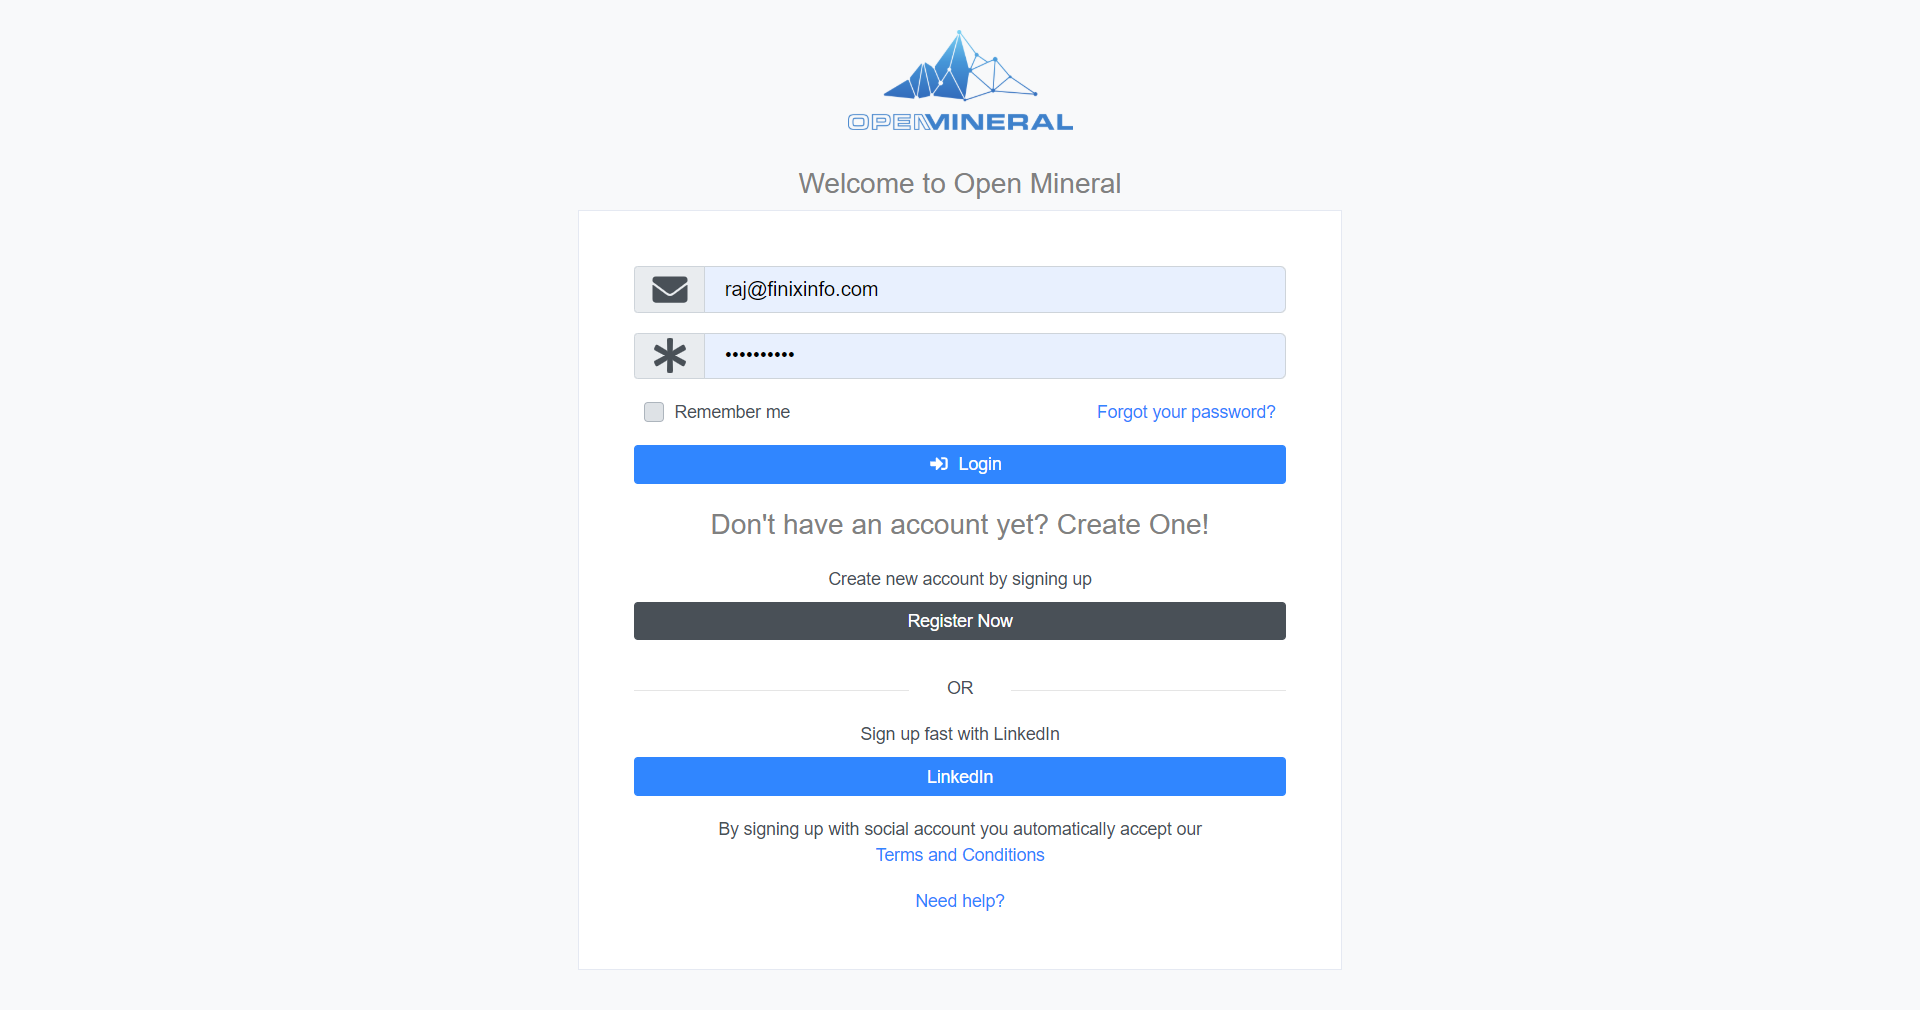 OPENMINERAL
Welcome to Open Mineral
raj@finixinfo.com
••••••••••
Remember me
Forgot your password?
Login
Don't have an account yet? Create One!
Create new account by signing up
Register Now
OR
Sign up fast with LinkedIn
LinkedIn
By signing up with social account you automatically accept our
Terms and Conditions
Need help?